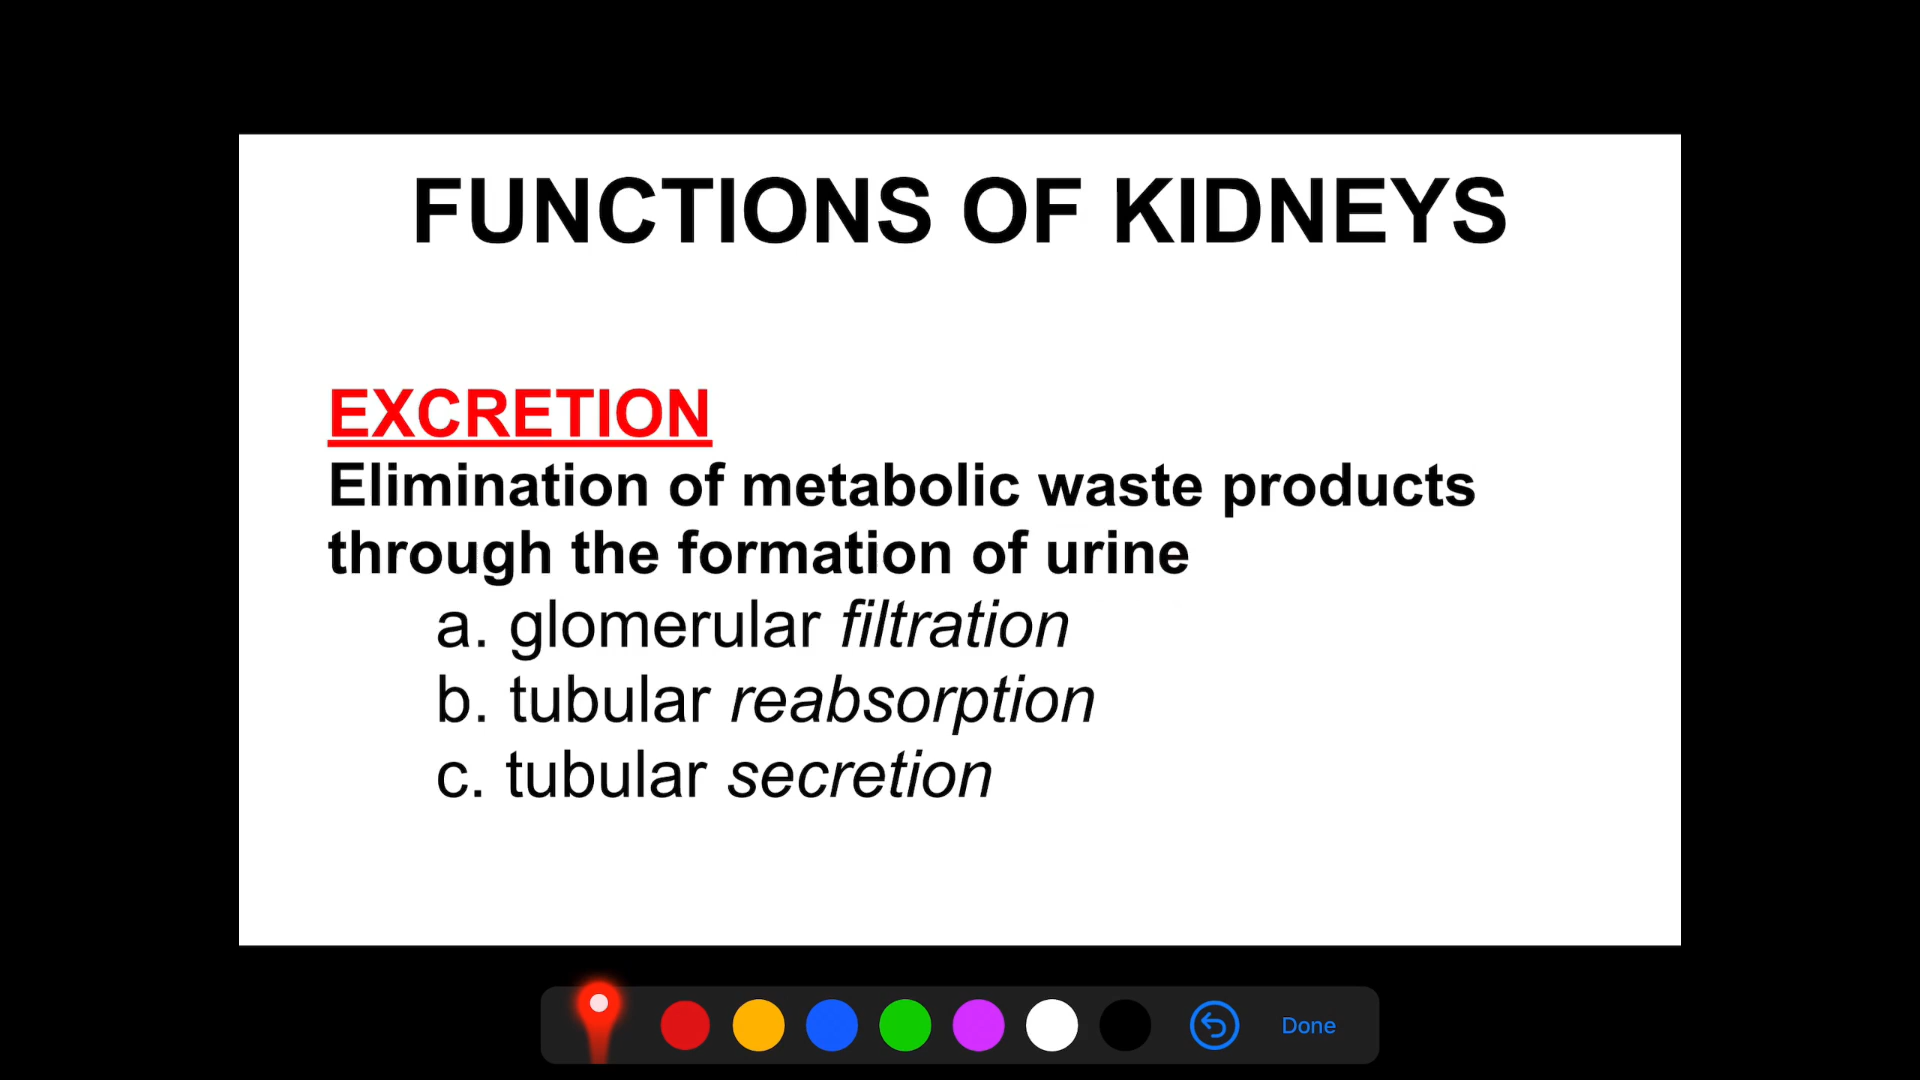 FUNCTIONS OF KIDNEYS
EXCRETION
Elimination of metabolic waste products
through the formation of urine
a. glomerular filtration
b. tubular reabsorption
c. tubular secretion
Done